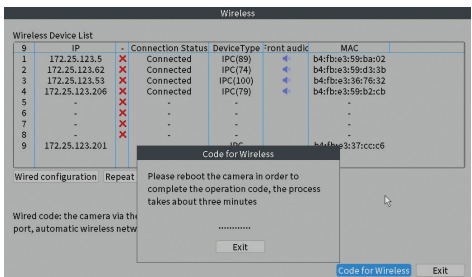 Wireless
Wireless Device List
9 IP - Connection Status DeviceType Front audio MAC
1 172.25.123.5 X Connected IPC(89) b4:fb:e3:59:ba:02
2 172.25.123.62 X Connected IPC(74) b4:fb:e3:59:d3:3b
3 172.25.123.53 X Connected IPC(100) b4:fb:e3:36:76:32
4 172.25.123.206 X Connected IPC(79) b4:fb:e3:59:b2:cb
5 - X - - -
6 - X - - -
7 - X - - -
8 - X - - -
9 172.25.123.201 IPC b4:fb:e3:37:cc:c6
Code for Wireless
Wired configuration Repeat
Please reboot the camera in order to
complete the operation code, the process
takes about three minutes
............
Exit
Wired code: the camera via the
port, automatic wireless netw
Code for Wireless Exit